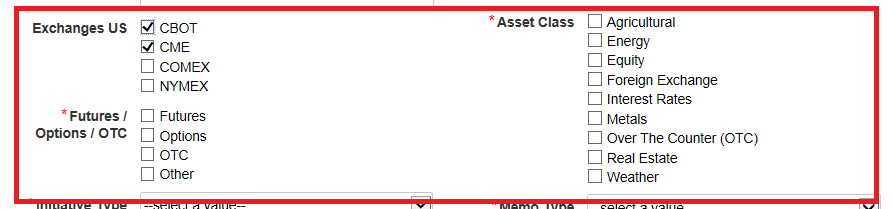 Exchanges US
CBOT
CME
COMEX
NYMEX
* Futures /
Options / OTC
Futures
Options
OTC
Other
* Asset Class
Agricultural
Energy
Equity
Foreign Exchange
Interest Rates
Metals
Over The Counter (OTC)
Real Estate
Weather
* Initiative Type
--select a value--
* Memo Type
select a value